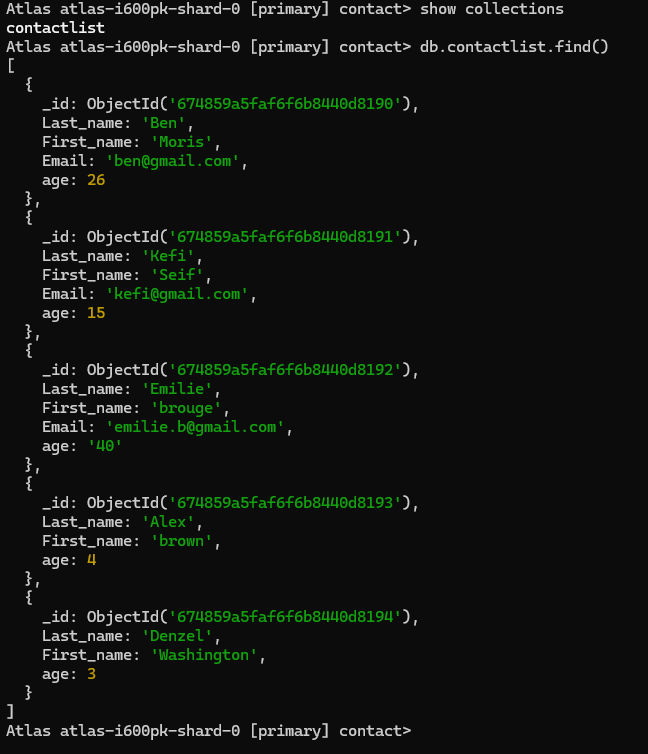 Atlas atlas-i600pk-shard-0 [primary] contact> show collections
contactlist
Atlas atlas-i600pk-shard-0 [primary] contact> db.contactlist.find()
[
  {
    _id: ObjectId('674859a5faf6f6b8440d8190'),
    Last_name: 'Ben',
    First_name: 'Moris',
    Email: 'ben@gmail.com',
    age: 26
  },
  {
    _id: ObjectId('674859a5faf6f6b8440d8191'),
    Last_name: 'Kefi',
    First_name: 'Seif',
    Email: 'kefi@gmail.com',
    age: 15
  },
  {
    _id: ObjectId('674859a5faf6f6b8440d8192'),
    Last_name: 'Emilie',
    First_name: 'brouge',
    Email: 'emilie.b@gmail.com',
    age: '40'
  },
  {
    _id: ObjectId('674859a5faf6f6b8440d8193'),
    Last_name: 'Alex',
    First_name: 'brown',
    age: 4
  },
  {
    _id: ObjectId('674859a5faf6f6b8440d8194'),
    Last_name: 'Denzel',
    First_name: 'Washington',
    age: 3
  }
]
Atlas atlas-i600pk-shard-0 [primary] contact>